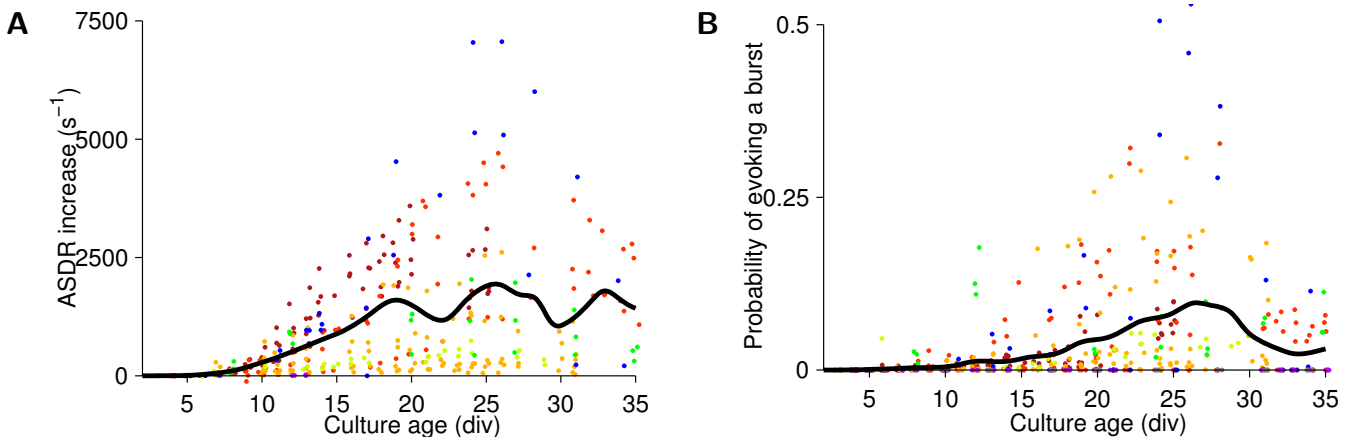 A
ASDR increase (s⁻¹)
7500
5000
2500
0
5 10 15 20 25 30 35
Culture age (div)
B
Probability of evoking a burst
0.5
0.25
0
5 10 15 20 25 30 35
Culture age (div)